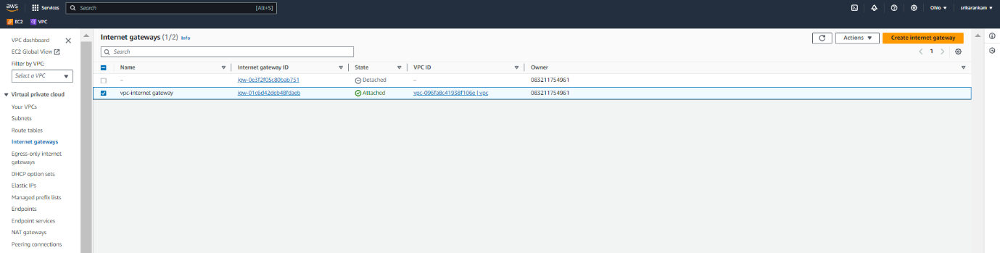 aws Services Search [Alt+S] Ohio srikarankam
EC2 VPC
VPC dashboard
EC2 Global View
Filter by VPC:
Select a VPC
Virtual private cloud
Your VPCs
Subnets
Route tables
Internet gateways
Egress-only internet
gateways
DHCP option sets
Elastic IPs
Managed prefix lists
Endpoints
Endpoint services
NAT gateways
Peering connections
Internet gateways (1/2) Info
Actions
Create internet gateway
Search
1
Name Internet gateway ID State VPC ID Owner
– igw-0e3f2f05c80bab751 Detached – 083211754961
vpc-internet gateway igw-01c6d42deb48fdaeb Attached vpc-096fa8c41938f106e | vpc 083211754961